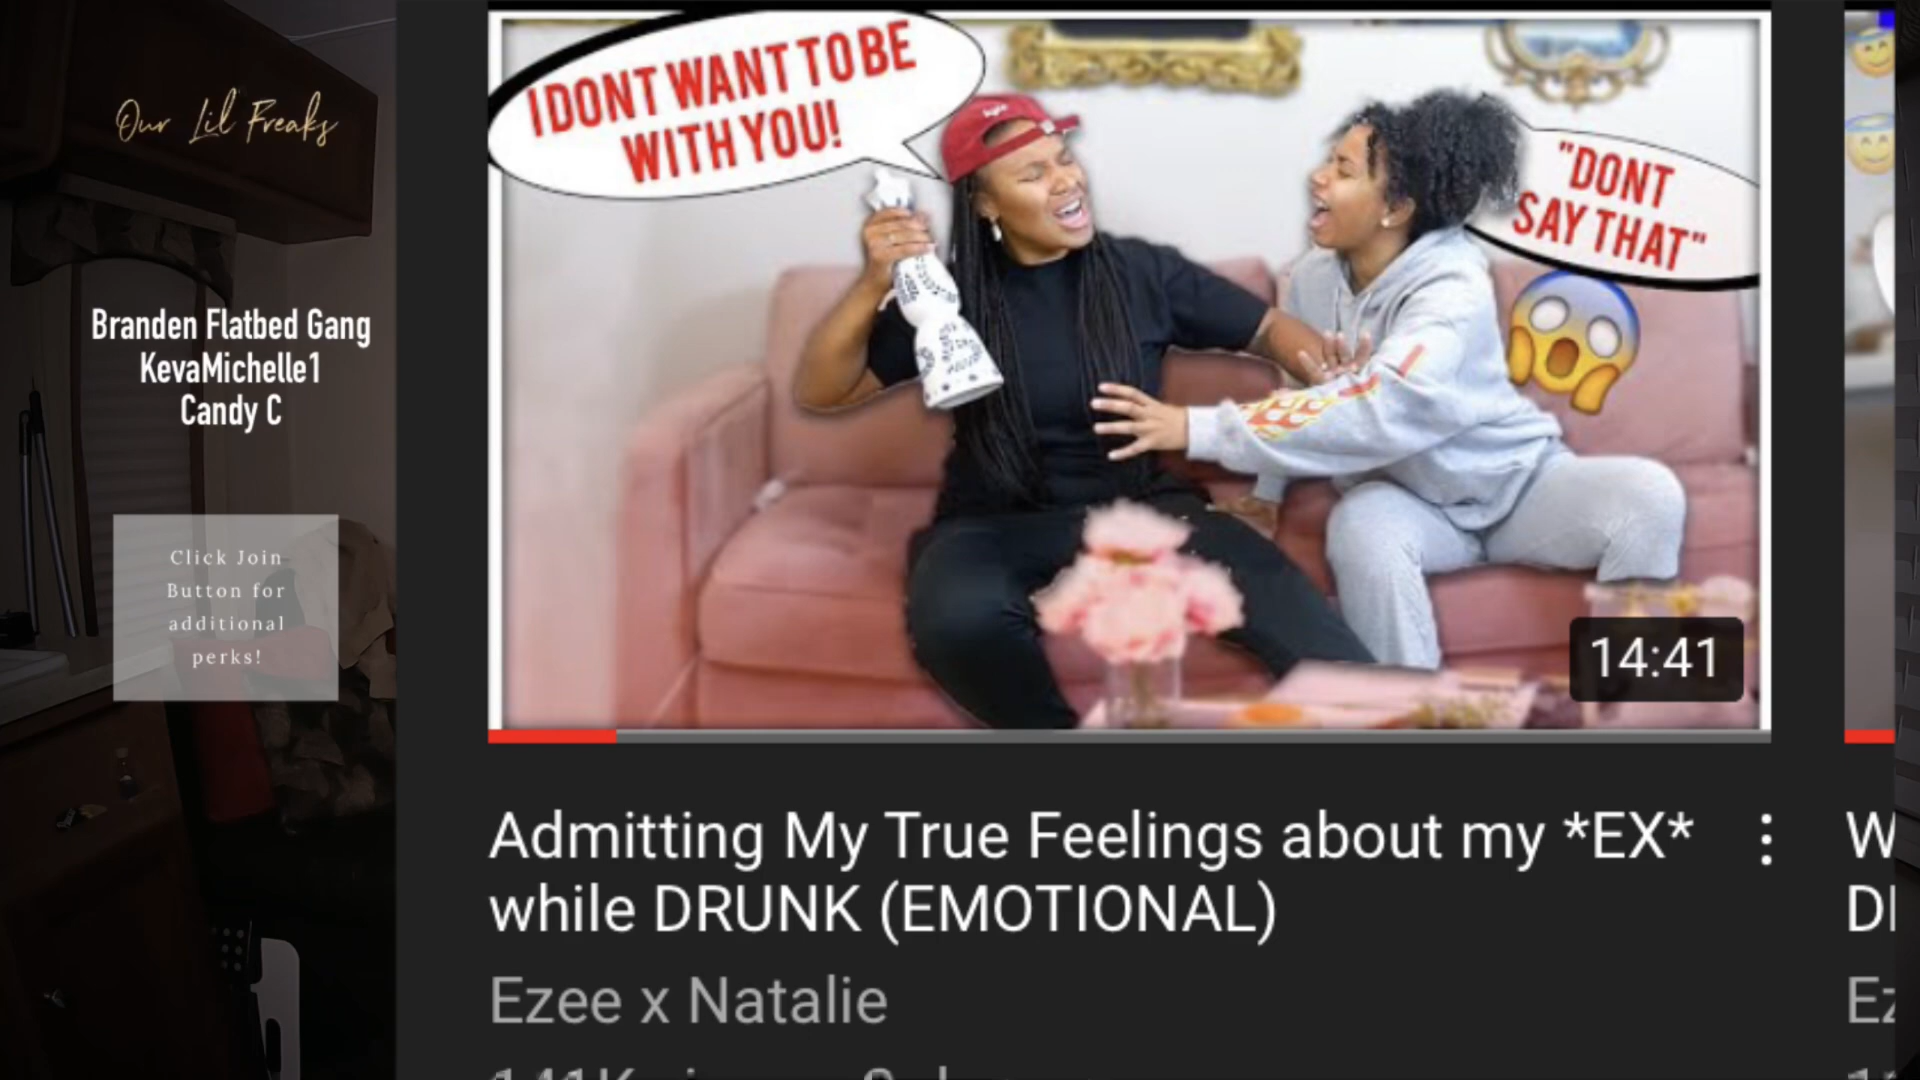 Our Lil Freaks
Branden Flatbed Gang
KevaMichelle1
Candy C
Click Join
Button for
additional
perks!
I DONT WANT TO BE
WITH YOU!
"DONT
SAY THAT"
14:41
Admitting My True Feelings about my *EX*
while DRUNK (EMOTIONAL)
Ezee x Natalie